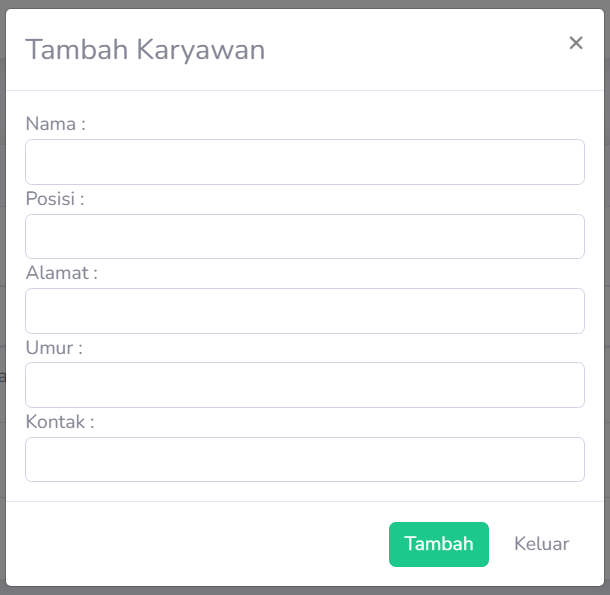 Tambah Karyawan
×
Nama :
Posisi :
Alamat :
Umur :
Kontak :
Tambah
Keluar